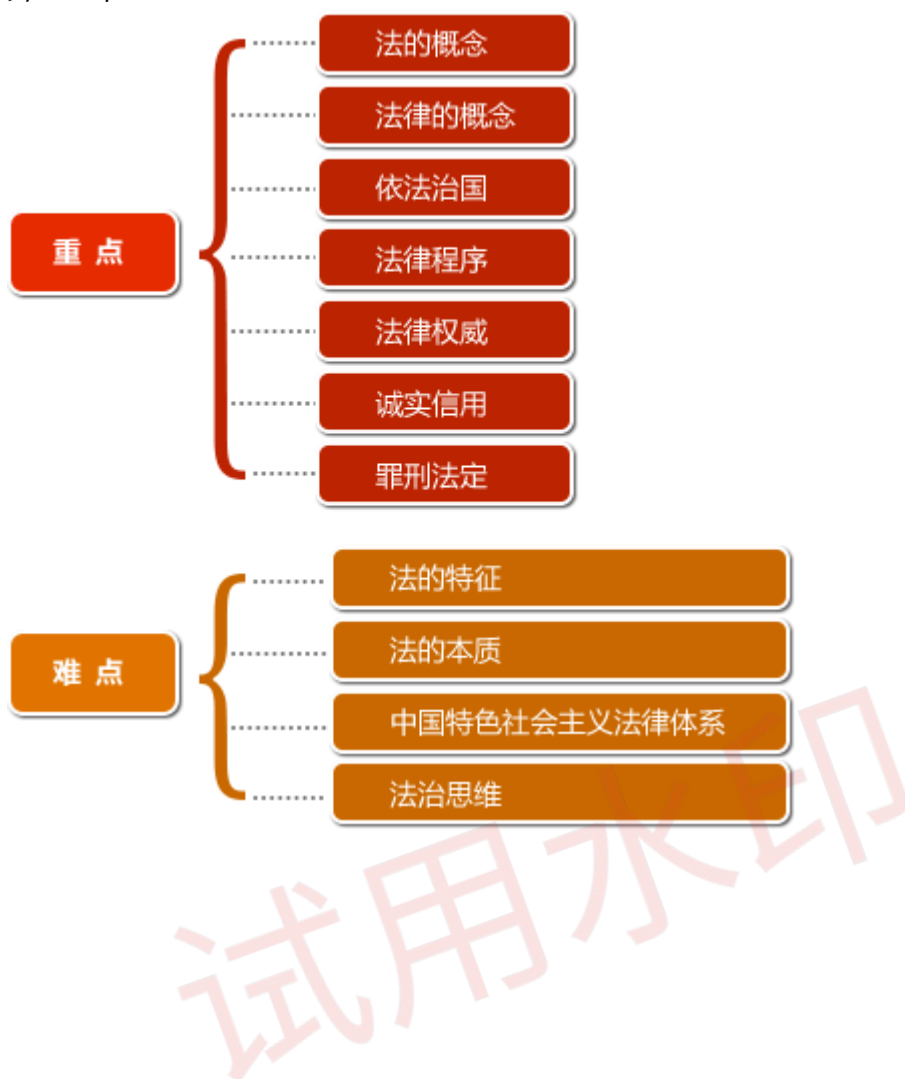 重点
法的概念
法律的概念
依法治国
法律程序
法律权威
诚实信用
罪刑法定
难点
法的特征
法的本质
中国特色社会主义法律体系
法治思维
试用水印